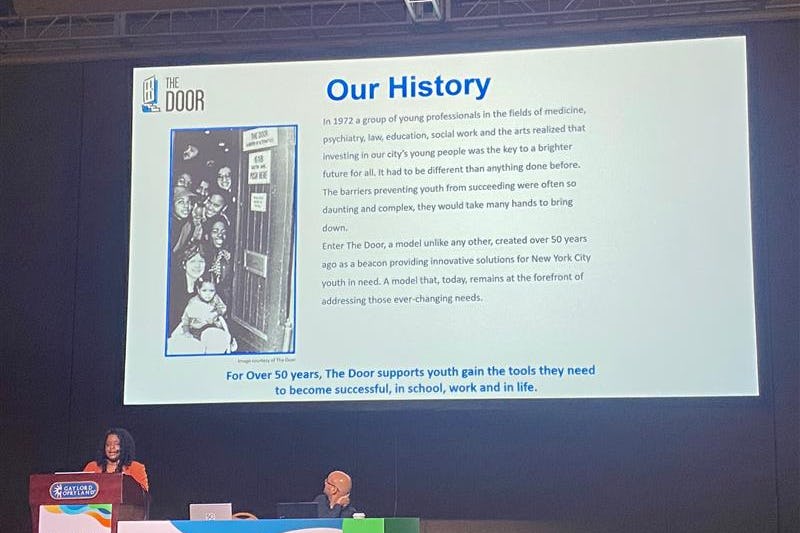 THE
DOOR
Our History
In 1972 a group of young professionals in the fields of medicine,
psychiatry, law, education, social work and the arts realized that
investing in our city's young people was the key to a brighter
future for all. It had to be different than anything done before.
The barriers preventing youth from succeeding were often so
daunting and complex, they would take many hands to bring
down.
Enter The Door, a model unlike any other, created over 50 years
ago as a beacon providing innovative solutions for New York City
youth in need. A model that, today, remains at the forefront of
addressing those ever-changing needs.
THE DOOR
PUSH HERE
Image courtesy of The Door
For Over 50 years, The Door supports youth gain the tools they need
to become successful, in school, work and in life.
GAYLORD
OPRYLAND